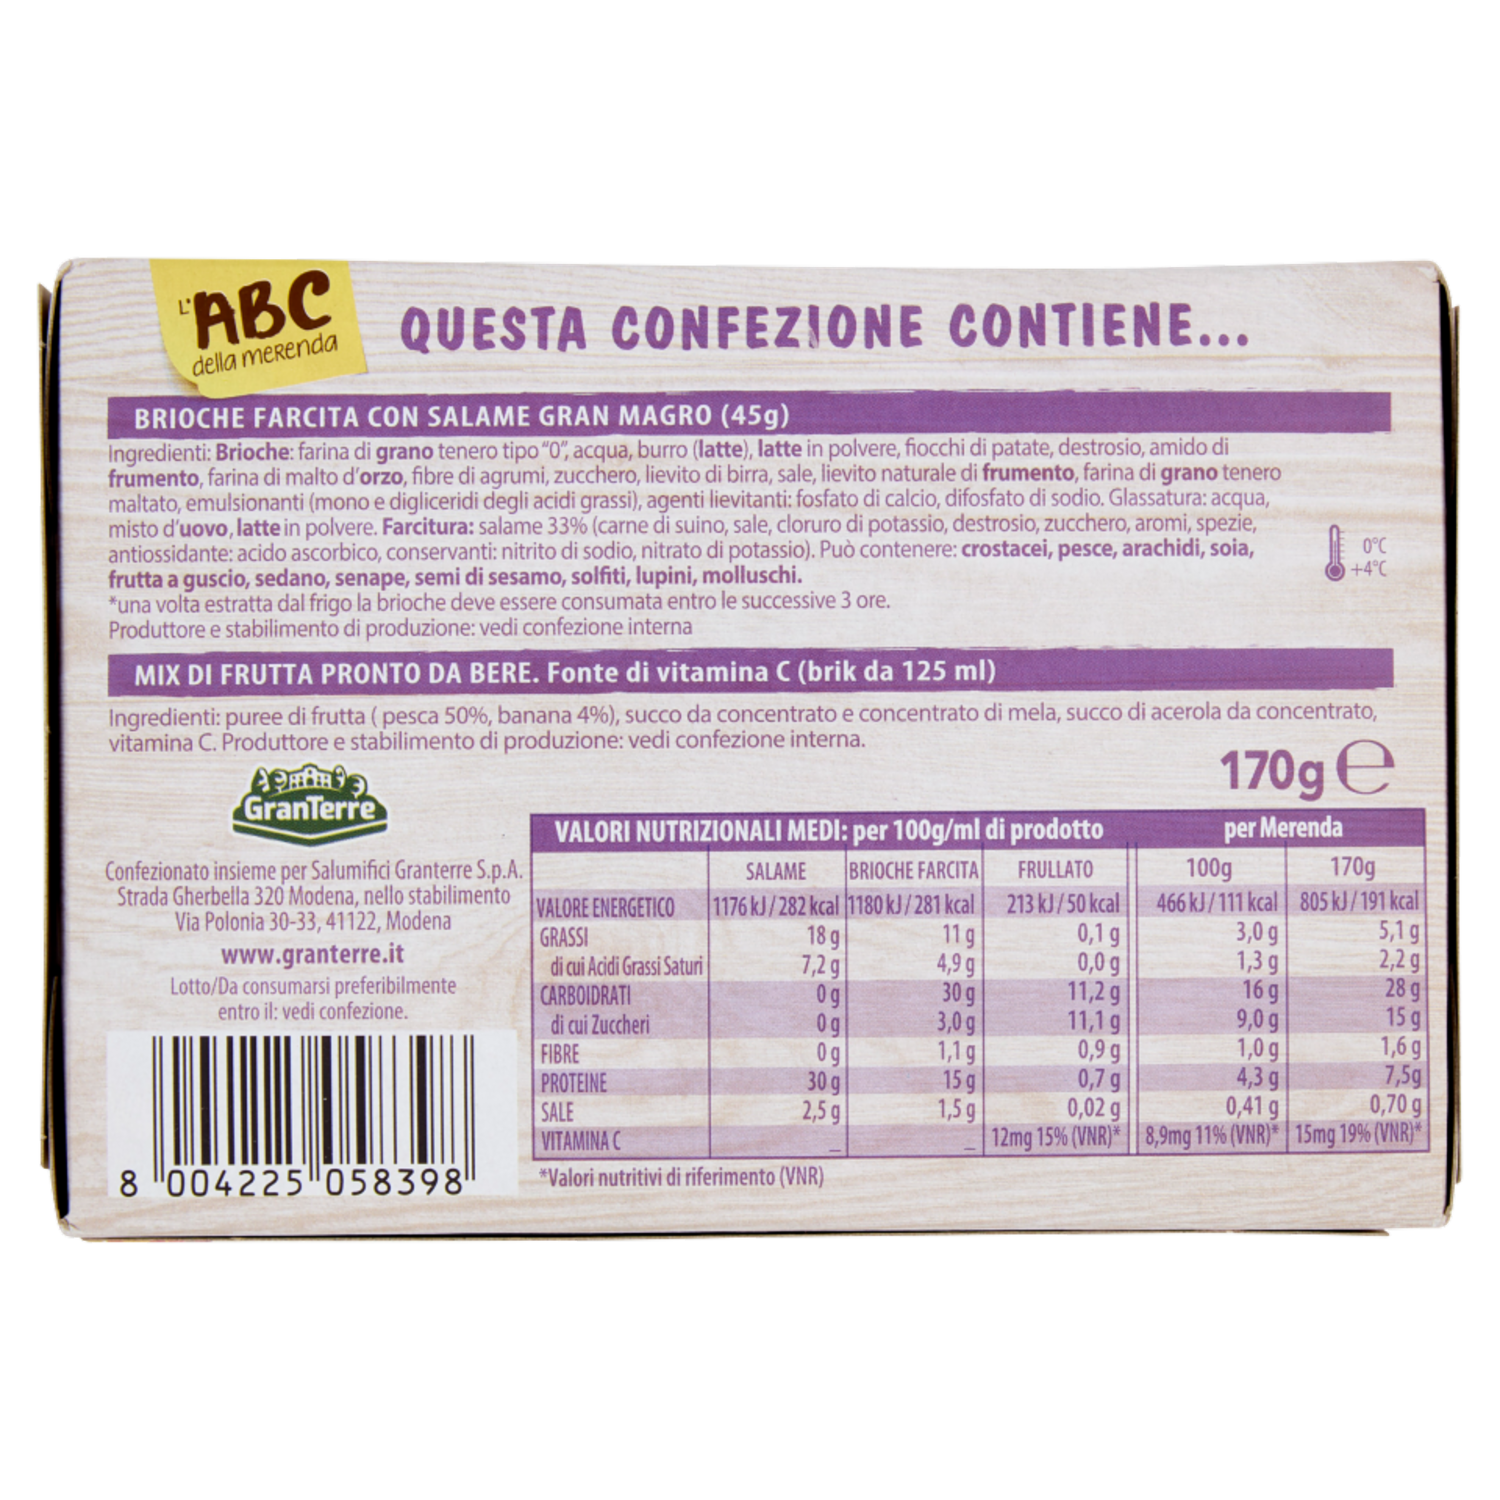 L'ABC
della merenda
QUESTA CONFEZIONE CONTIENE...
BRIOCHE FARCITA CON SALAME GRAN MAGRO (45g)
Ingredienti: Brioche: farina di grano tenero tipo "0", acqua, burro (latte), latte in polvere, fiocchi di patate, destrosio, amido di
frumento, farina di malto d'orzo, fibre di agrumi, zucchero, lievito di birra, sale, lievito naturale di frumento, farina di grano tenero
maltato, emulsionanti (mono e digliceridi degli acidi grassi), agenti lievitanti: fosfato di calcio, difosfato di sodio. Glassatura: acqua,
misto d'uovo, latte in polvere. Farcitura: salame 33% (carne di suino, sale, cloruro di potassio, destrosio, zucchero, aromi, spezie,
antiossidante: acido ascorbico, conservanti: nitrito di sodio, nitrato di potassio). Può contenere: crostacei, pesce, arachidi, soia,
frutta a guscio, sedano, senape, semi di sesamo, solfiti, lupini, molluschi.
*una volta estratta dal frigo la brioche deve essere consumata entro le successive 3 ore.
Produttore e stabilimento di produzione: vedi confezione interna
0°C
+4°C
MIX DI FRUTTA PRONTO DA BERE. Fonte di vitamina C (brik da 125 ml)
Ingredienti: puree di frutta ( pesca 50%, banana 4%), succo da concentrato e concentrato di mela, succo di acerola da concentrato,
vitamina C. Produttore e stabilimento di produzione: vedi confezione interna.
170g e
GranTerre
Confezionato insieme per Salumifici Granterre S.p.A.
Strada Gherbella 320 Modena, nello stabilimento
Via Polonia 30-33, 41122, Modena
www.granterre.it
Lotto/Da consumarsi preferibilmente
entro il: vedi confezione.
8 004225 058398
VALORI NUTRIZIONALI MEDI: per 100g/ml di prodotto per Merenda
SALAME BRIOCHE FARCITA FRULLATO 100g 170g
VALORE ENERGETICO 1176 kJ / 282 kcal 1180 kJ / 281 kcal 213 kJ / 50 kcal 466 kJ / 111 kcal 805 kJ / 191 kcal
GRASSI 18 g 11 g 0,1 g 3,0 g 5,1 g
di cui Acidi Grassi Saturi 7,2 g 4,9 g 0,0 g 1,3 g 2,2 g
CARBOIDRATI 0 g 30 g 11,2 g 16 g 28 g
di cui Zuccheri 0 g 3,0 g 11,1 g 9,0 g 15 g
FIBRE 0 g 1,1 g 0,9 g 1,0 g 1,6 g
PROTEINE 30 g 15 g 0,7 g 4,3 g 7,5g
SALE 2,5 g 1,5 g 0,02 g 0,41 g 0,70 g
VITAMINA C _ _ 12mg 15% (VNR)* 8,9mg 11% (VNR)* 15mg 19% (VNR)*
*Valori nutritivi di riferimento (VNR)